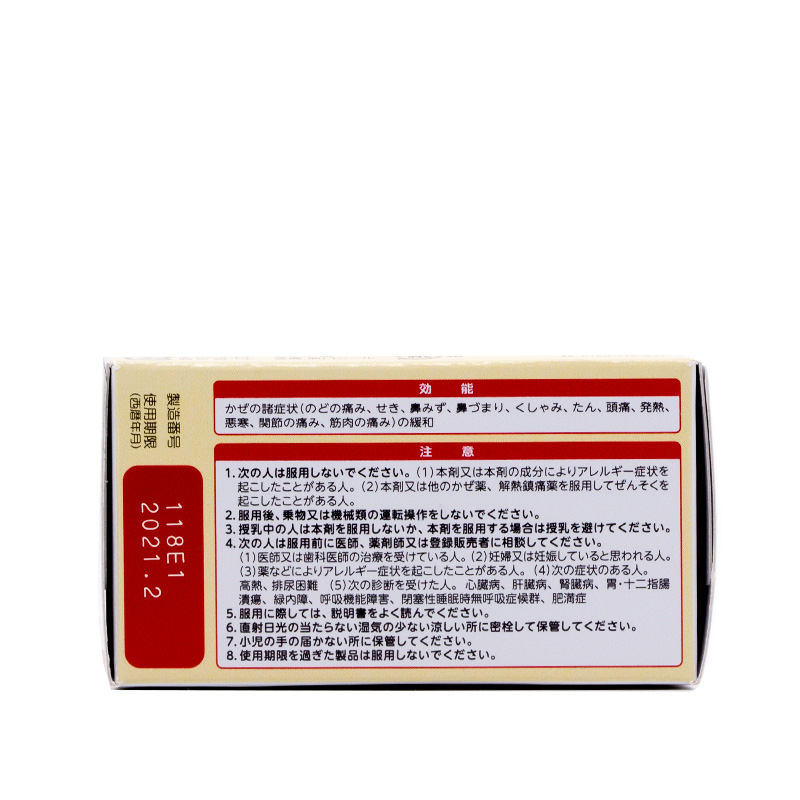 効能
かぜの諸症状（のどの痛み、せき、鼻みず、鼻づまり、くしゃみ、たん、頭痛、発熱、
悪寒、関節の痛み、筋肉の痛み）の緩和
注意
1. 次の人は服用しないでください。（1）本剤又は本剤の成分によりアレルギー症状を
起こしたことがある人。（2）本剤又は他のかぜ薬、解熱鎮痛薬を服用してぜんそくを
起こしたことがある人。
2. 服用後、乗物又は機械類の運転操作をしないでください。
3. 授乳中の人は本剤を服用しないか、本剤を服用する場合は授乳を避けてください。
4. 次の人は服用前に医師、薬剤師又は登録販売者に相談してください。
（1）医師又は歯科医師の治療を受けている人。（2）妊婦又は妊娠していると思われる人。
（3）薬などによりアレルギー症状を起こしたことがある人。（4）次の症状のある人。
高熱、排尿困難 （5）次の診断を受けた人。 心臓病、肝臓病、腎臓病、胃・十二指腸
潰瘍、緑内障、呼吸機能障害、閉塞性睡眠時無呼吸症候群、肥満症
5. 服用に際しては、説明書をよく読んでください。
6. 直射日光の当たらない湿気の少ない涼しい所に密栓して保管してください。
7. 小児の手の届かない所に保管してください。
8. 使用期限を過ぎた製品は服用しないでください。
製造番号
使用期限
（西暦年月）
118E1
2021.2